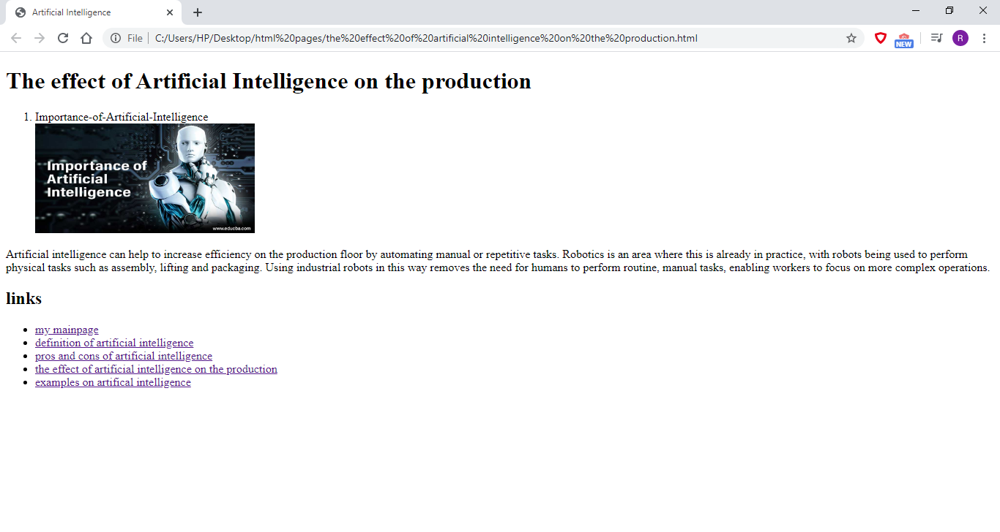 Artificial Intelligence
File
C:/Users/HP/Desktop/html%20pages/the%20effect%20of%20artificial%20intelligence%20on%20the%20production.html
NEW
R
The effect of Artificial Intelligence on the production
1. Importance-of-Artificial-Intelligence
Importance of
Artificial
Intelligence
www.educba.com
Artificial intelligence can help to increase efficiency on the production floor by automating manual or repetitive tasks. Robotics is an area where this is already in practice, with robots being used to perform
physical tasks such as assembly, lifting and packaging. Using industrial robots in this way removes the need for humans to perform routine, manual tasks, enabling workers to focus on more complex operations.
links
my mainpage
definition of artificial intelligence
pros and cons of artificial intelligence
the effect of artificial intelligence on the production
examples on artifical intelligence